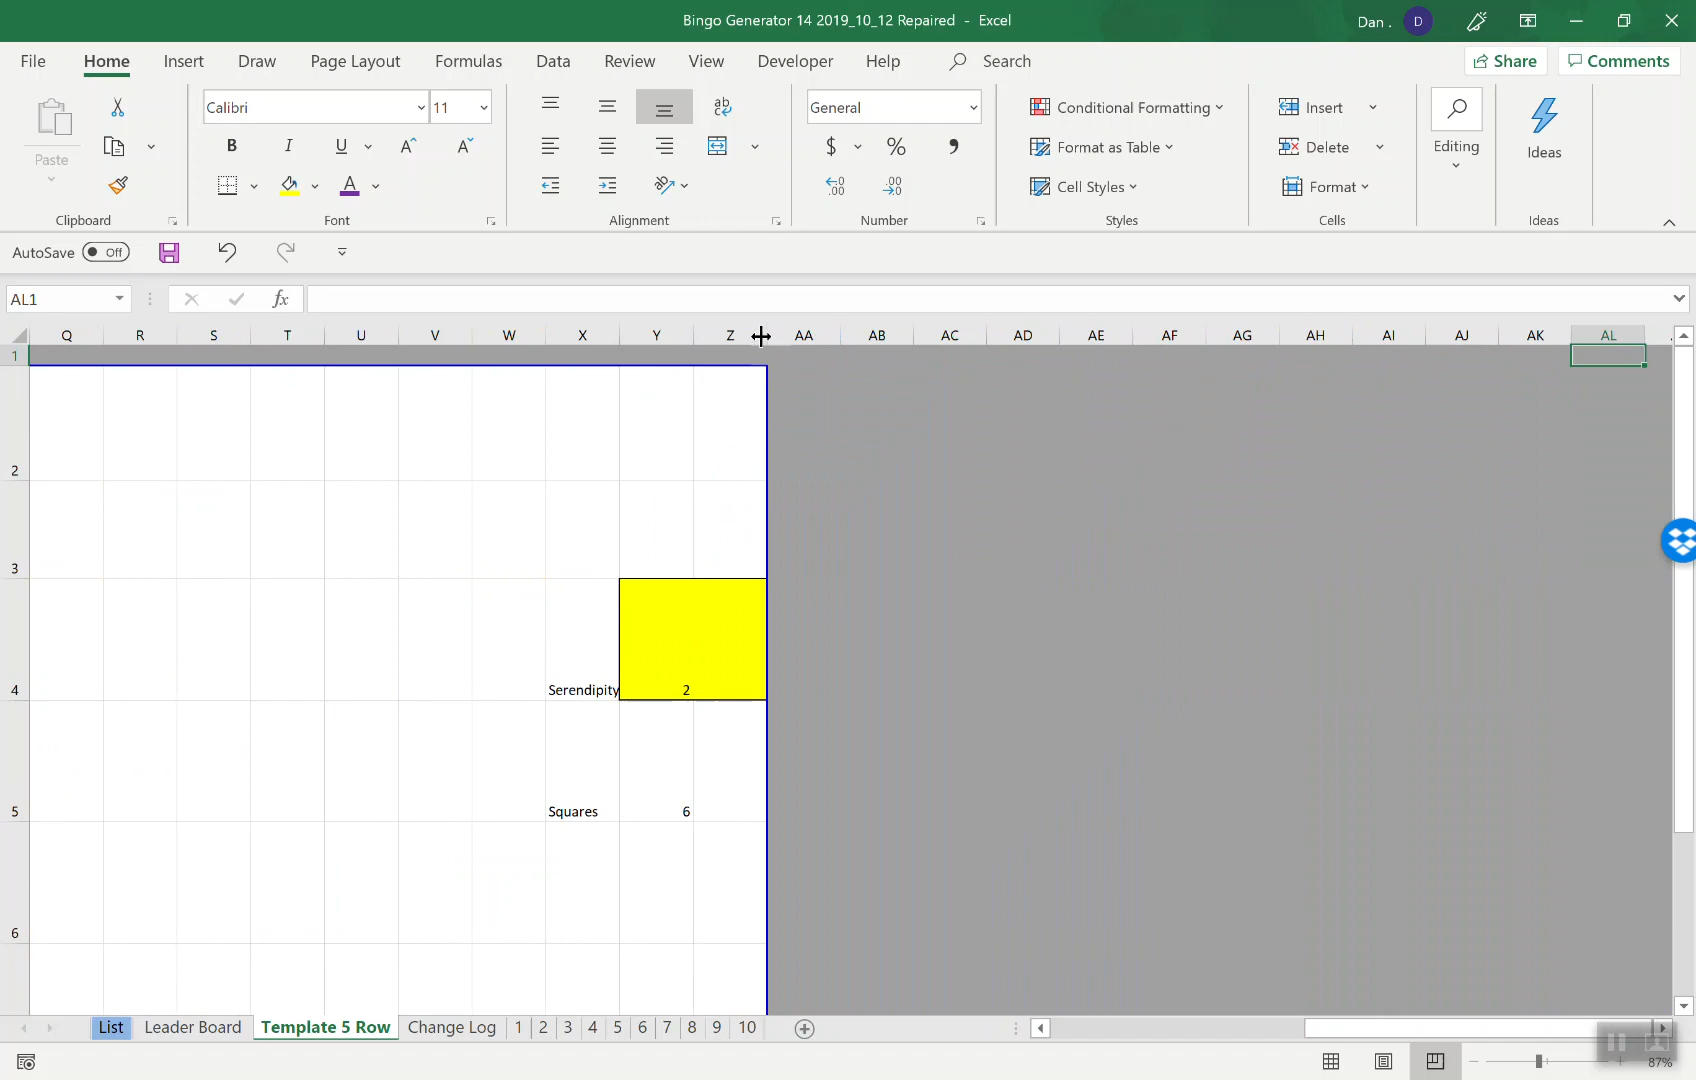 Bingo Generator 14 2019_10_12 Repaired - Excel
Dan . D
File Home Insert Draw Page Layout Formulas Data Review View Developer Help Search Share Comments
Paste
Calibri 11
B I U A A
A
ab c
General
$ % 9
.00 .00
Conditional Formatting
Format as Table
Cell Styles
Insert
Delete
Format
Editing
Ideas
Clipboard Font Alignment Number Styles Cells Ideas
AutoSave Off
AL1 fx
Q R S T U V W X Y Z AA AB AC AD AE AF AG AH AI AJ AK AL
1
2
3
4 Serendipity 2
5 Squares 6
6
List Leader Board Template 5 Row Change Log 1 2 3 4 5 6 7 8 9 10
87%